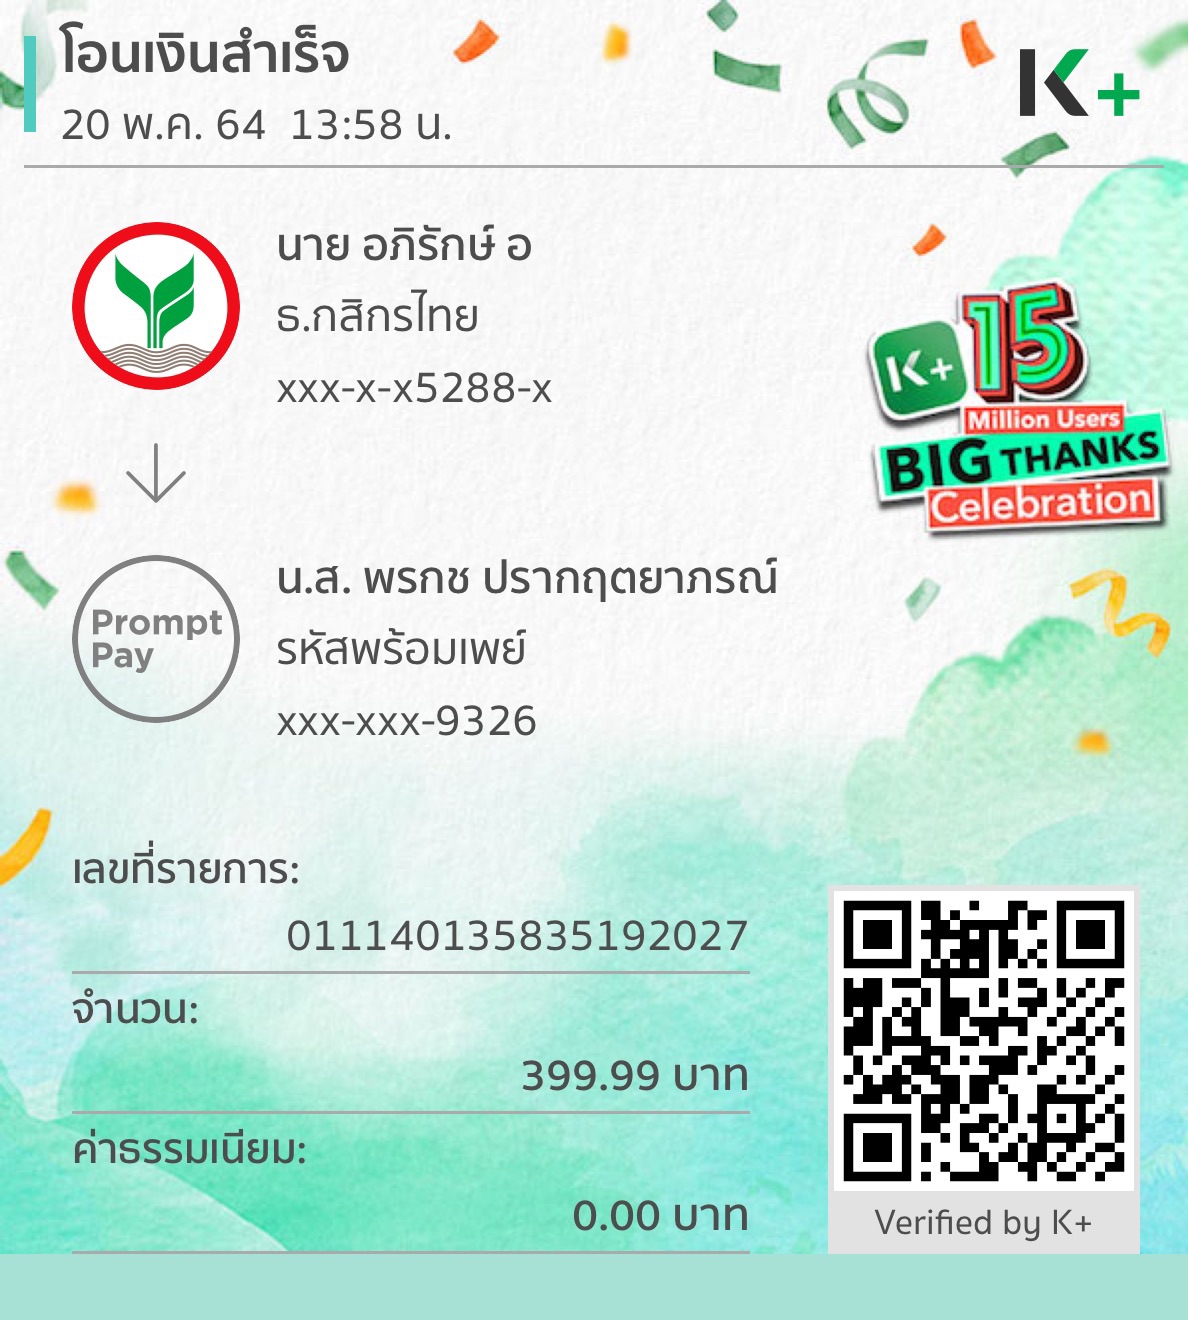 โอนเงินสำเร็จ
20 พ.ค. 64 13:58 น.
K+
นาย อภิรักษ์ อ
ธ.กสิกรไทย
xxx-x-x5288-x
K+ 15
Million Users
BIG THANKS
Celebration
Prompt
Pay
น.ส. พรกช ปรากฤตยาภรณ์
รหัสพร้อมเพย์
xxx-xxx-9326
เลขที่รายการ:
011140135835192027
จำนวน:
399.99 บาท
ค่าธรรมเนียม:
0.00 บาท
Verified by K+